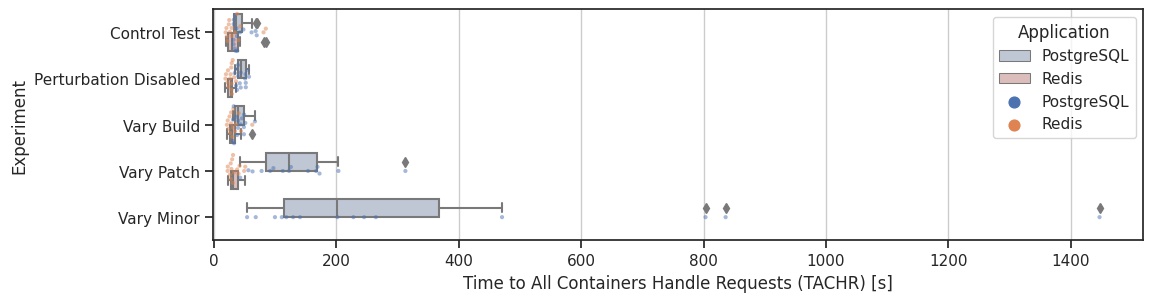 Experiment
Control Test
Perturbation Disabled
Vary Build
Vary Patch
Vary Minor
Application
PostgreSQL
Redis
PostgreSQL
Redis
0 200 400 600 800 1000 1200 1400
Time to All Containers Handle Requests (TACHR) [s]